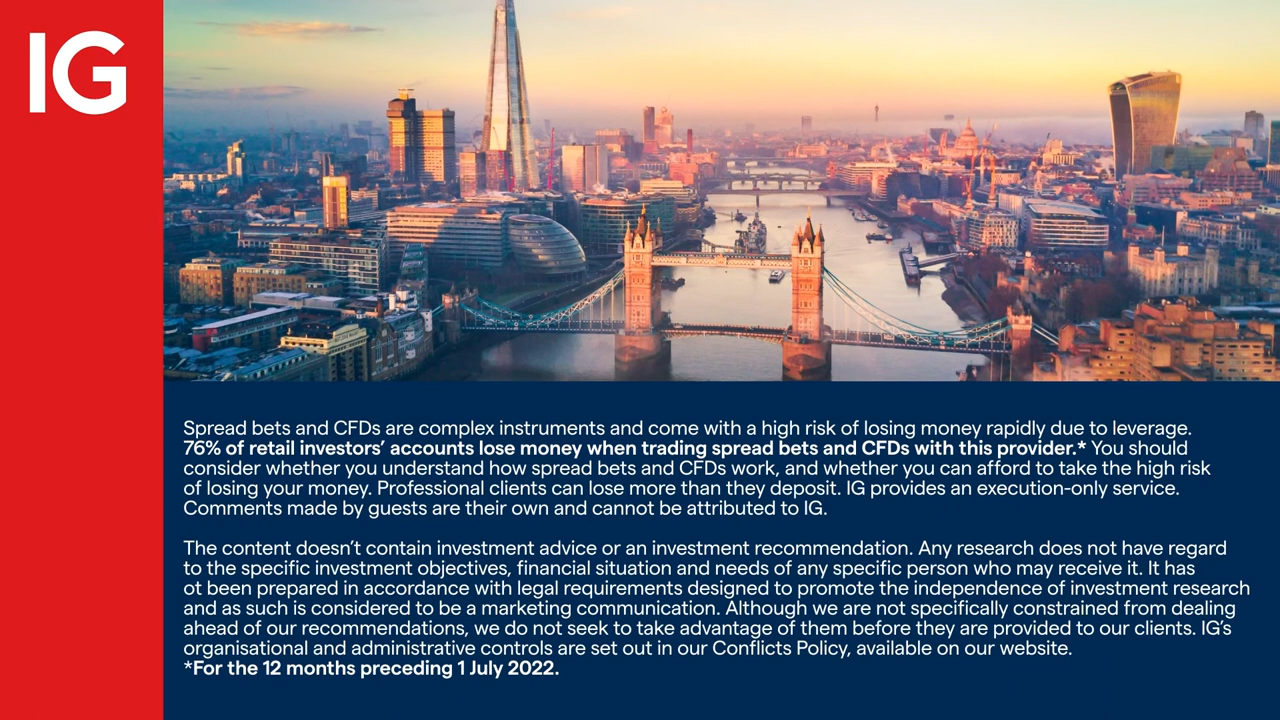 IG
Spread bets and CFDs are complex instruments and come with a high risk of losing money rapidly due to leverage.
76% of retail investors’ accounts lose money when trading spread bets and CFDs with this provider.* You should
consider whether you understand how spread bets and CFDs work, and whether you can afford to take the high risk
of losing your money. Professional clients can lose more than they deposit. IG provides an execution-only service.
Comments made by guests are their own and cannot be attributed to IG.
The content doesn’t contain investment advice or an investment recommendation. Any research does not have regard
to the specific investment objectives, financial situation and needs of any specific person who may receive it. It has
ot been prepared in accordance with legal requirements designed to promote the independence of investment research
and as such is considered to be a marketing communication. Although we are not specifically constrained from dealing
ahead of our recommendations, we do not seek to take advantage of them before they are provided to our clients. IG’s
organisational and administrative controls are set out in our Conflicts Policy, available on our website.
*For the 12 months preceding 1 July 2022.